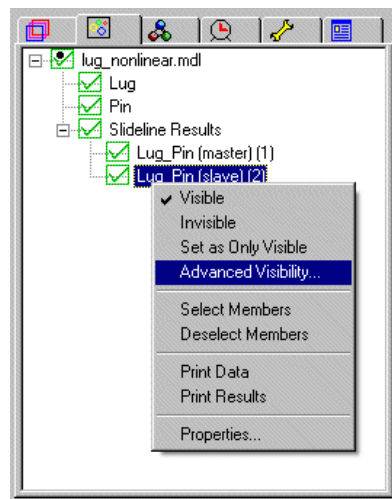 lug_nonlinear.mdl
Lug
Pin
Slideline Results
Lug_Pin (master) (1)
Lug_Pin (slave) (2)
Visible
Invisible
Set as Only Visible
Advanced Visibility...
Select Members
Deselect Members
Print Data
Print Results
Properties...